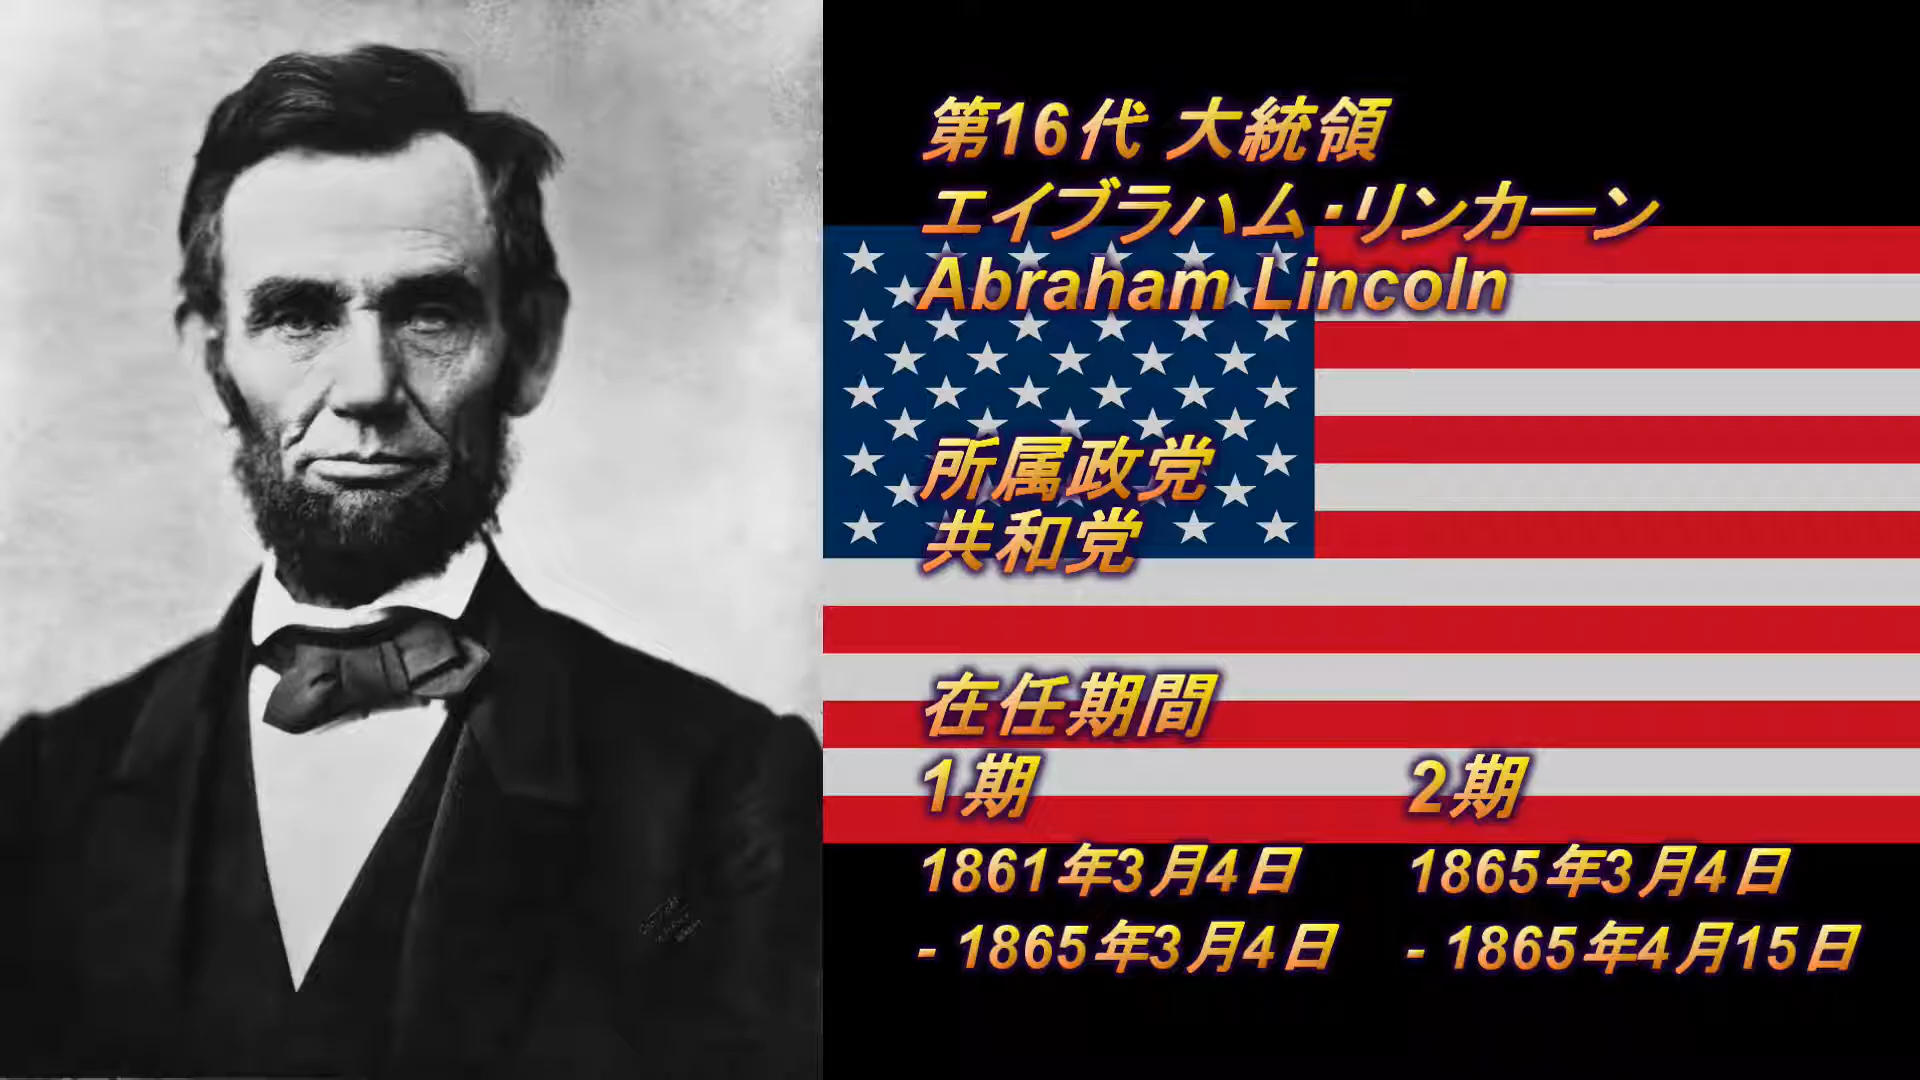 第16代 大統領
エイブラハム・リンカーン
Abraham Lincoln
所属政党
共和党
在任期間
1期
1861年3月4日
- 1865年3月4日
2期
1865年3月4日
- 1865年4月15日